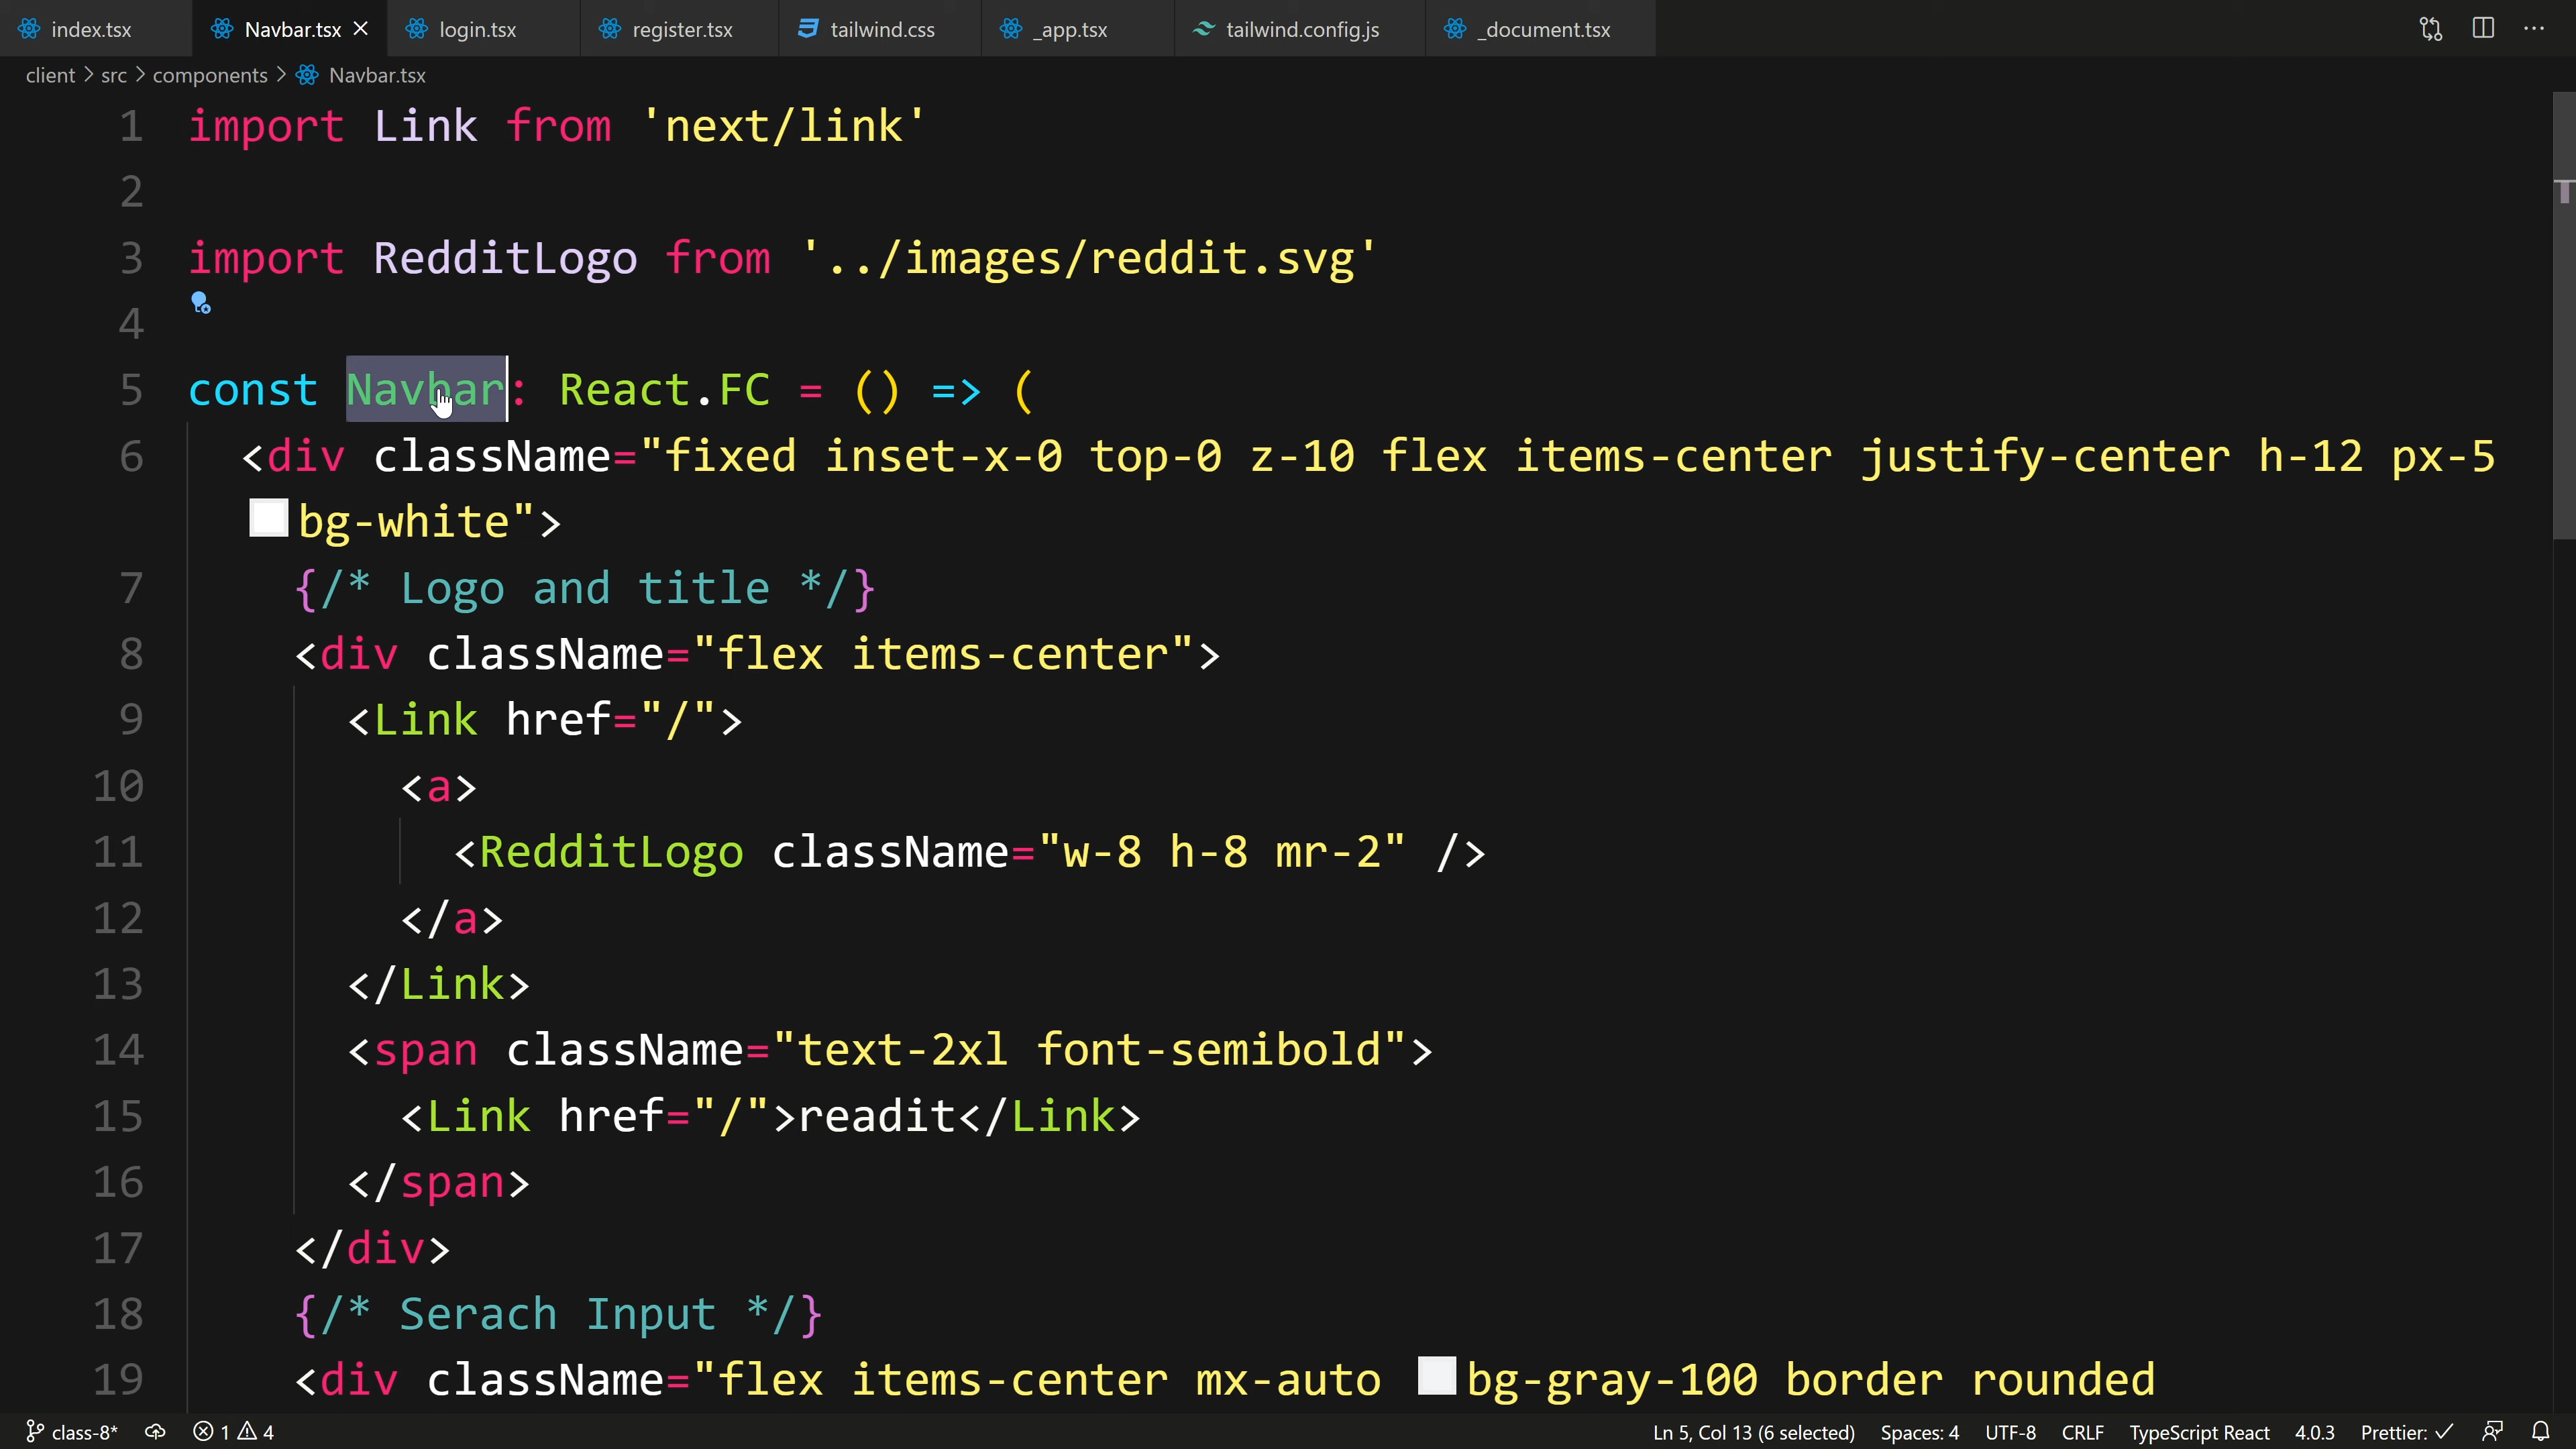 index.tsx Navbar.tsx login.tsx register.tsx tailwind.css _app.tsx tailwind.config.js _document.tsx
client > src > components > Navbar.tsx
1 import Link from 'next/link'
2
3 import RedditLogo from '../images/reddit.svg'
4
5 const Navbar: React.FC = () => (
6 <div className="fixed inset-x-0 top-0 z-10 flex items-center justify-center h-12 px-5
bg-white">
7 {/* Logo and title */}
8 <div className="flex items-center">
9 <Link href="/">
10 <a>
11 <RedditLogo className="w-8 h-8 mr-2" />
12 </a>
13 </Link>
14 <span className="text-2xl font-semibold">
15 <Link href="/">readit</Link>
16 </span>
17 </div>
18 {/* Serach Input */}
19 <div className="flex items-center mx-auto bg-gray-100 border rounded
class-8* 1 4 Ln 5, Col 13 (6 selected) Spaces: 4 UTF-8 CRLF TypeScript React 4.0.3 Prettier: ✓